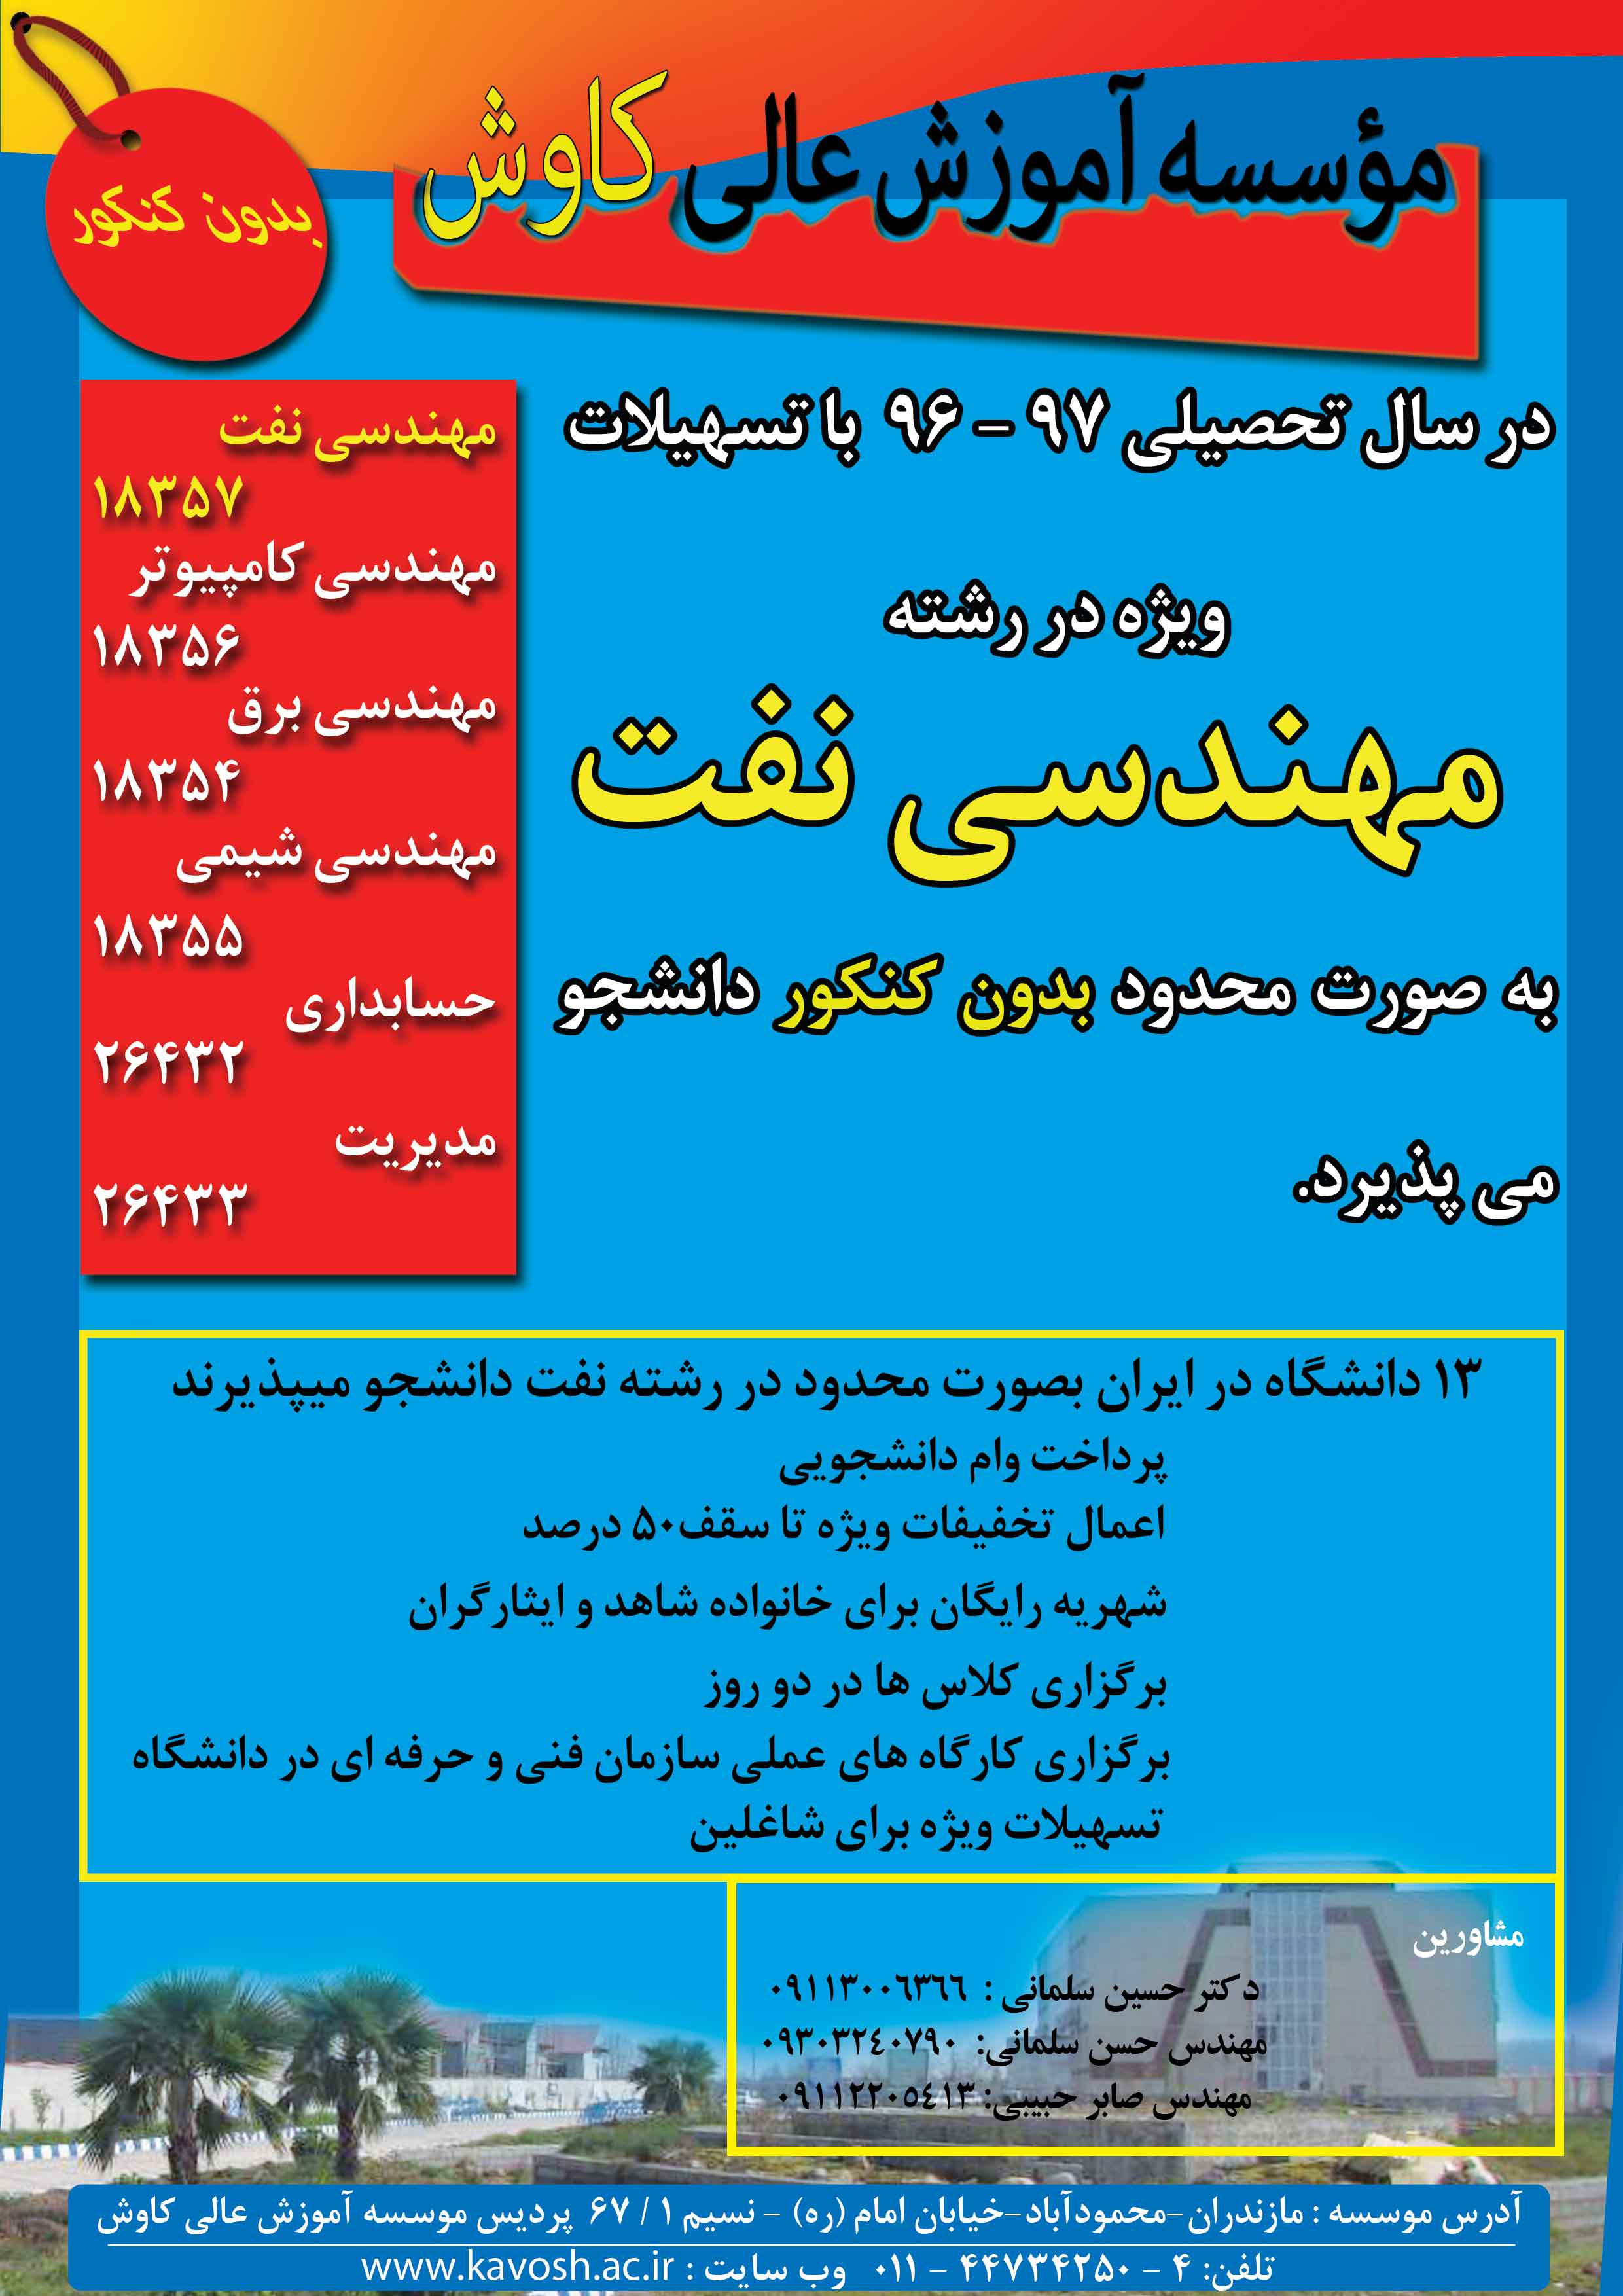 مؤسسه آموزش عالی کاوش
بدون کنکور
در سال تحصیلی ۹۷ - ۹۶ با تسهیلات
ویژه در رشته
مهندسی نفت
به صورت محدود بدون کنکور دانشجو
می پذیرد.
مهندسی نفت
۱۸۳۵۷
مهندسی کامپیوتر
۱۸۳۵۶
مهندسی برق
۱۸۳۵۴
مهندسی شیمی
۱۸۳۵۵
حسابداری
۲۶۴۳۲
مدیریت
۲۶۴۳۳
۱۳ دانشگاه در ایران بصورت محدود در رشته نفت دانشجو میپذیرند
پرداخت وام دانشجویی
اعمال تخفیفات ویژه تا سقف۵۰ درصد
شهریه رایگان برای خانواده شاهد و ایثارگران
برگزاری کلاس ها در دو روز
برگزاری کارگاه های عملی سازمان فنی و حرفه ای در دانشگاه
تسهیلات ویژه برای شاغلین
مشاورین
دکتر حسین سلمانی : ٠٩١١٣٠٠٦٣٦٦
مهندس حسن سلمانی: ٠٩٣٠٣٢٤٠٧٩٠
مهندس صابر حبیبی: ٠٩١١٢٢٠٥٤١٣
آدرس موسسه : مازندران-محمودآباد-خیابان امام (ره) - نسیم ۱ / ۶۷ پردیس موسسه آموزش عالی کاوش
تلفن: ۴ - ۴۴۷۳۴۲۵۰ - ۰۱۱ وب سایت : www.kavosh.ac.ir